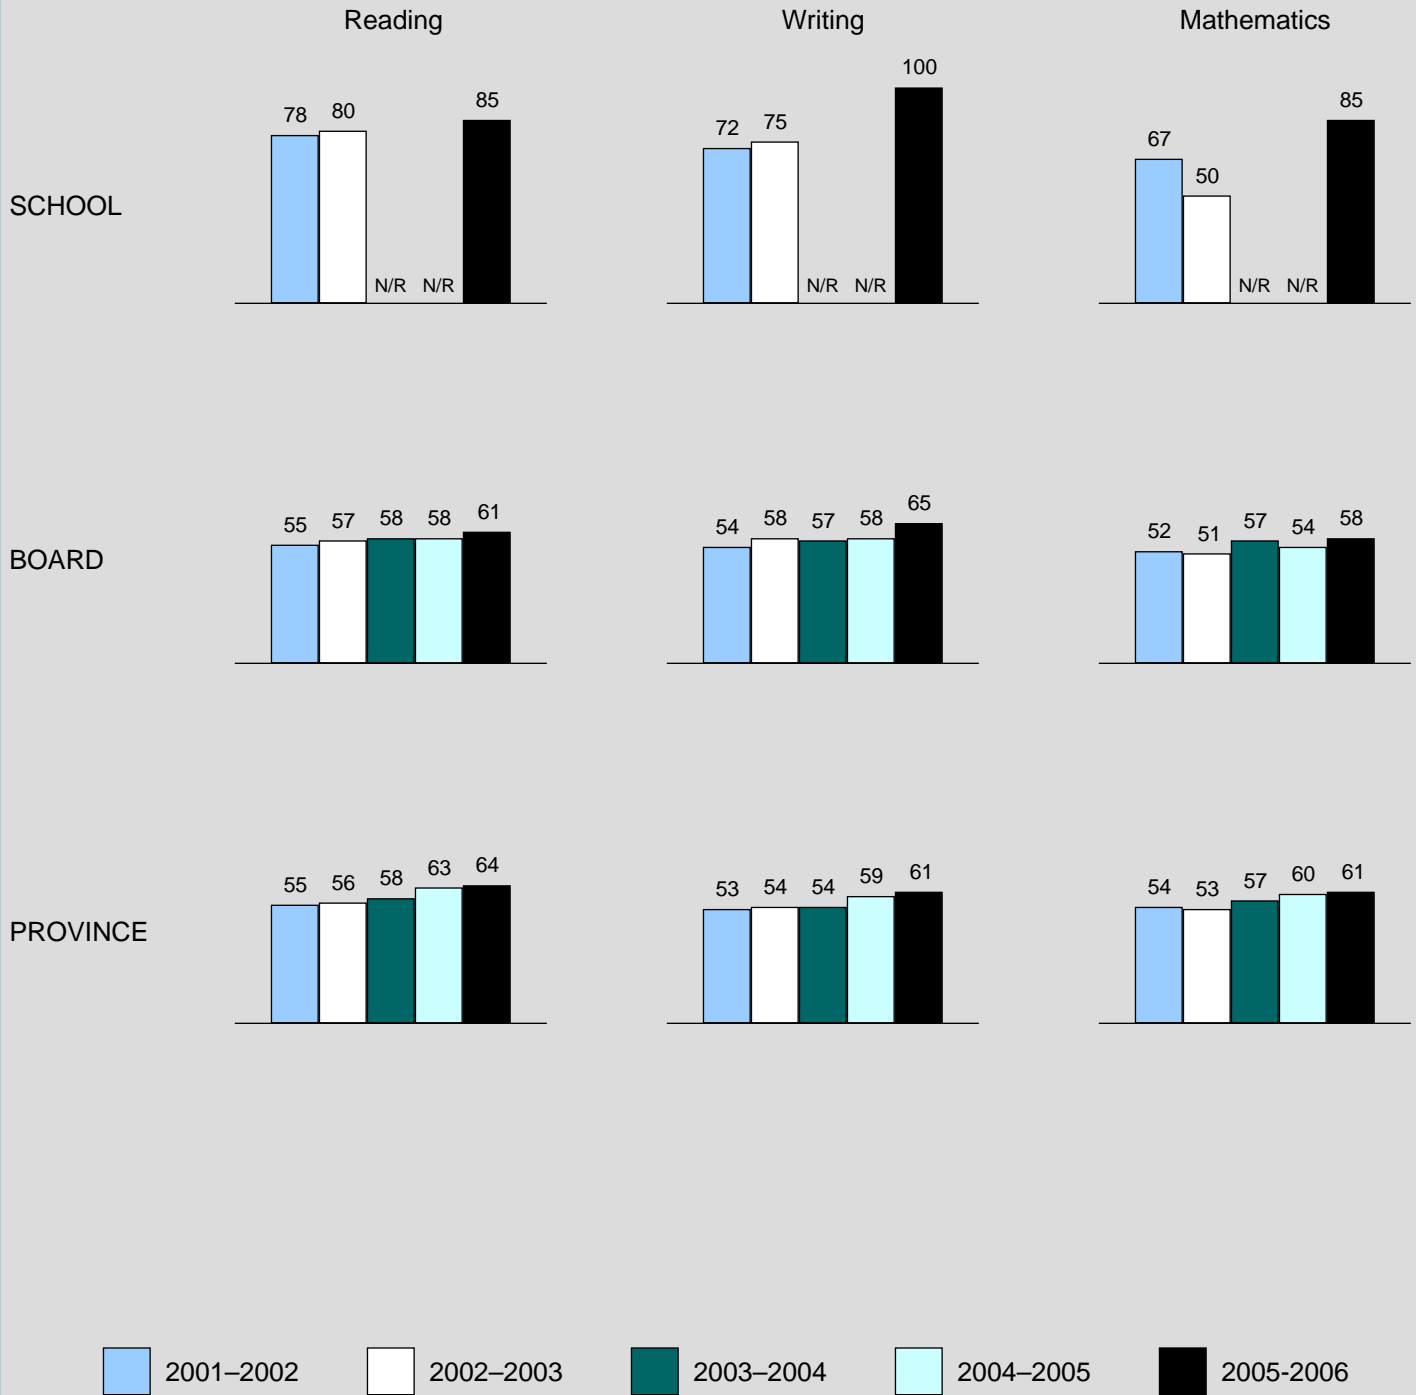 Reading Writing Mathematics
SCHOOL
78 80 N/R N/R 85
72 75 N/R N/R 100
67 50 N/R N/R 85
BOARD
55 57 58 58 61
54 58 57 58 65
52 51 57 54 58
PROVINCE
55 56 58 63 64
53 54 54 59 61
54 53 57 60 61
2001–2002 2002–2003 2003–2004 2004–2005 2005-2006